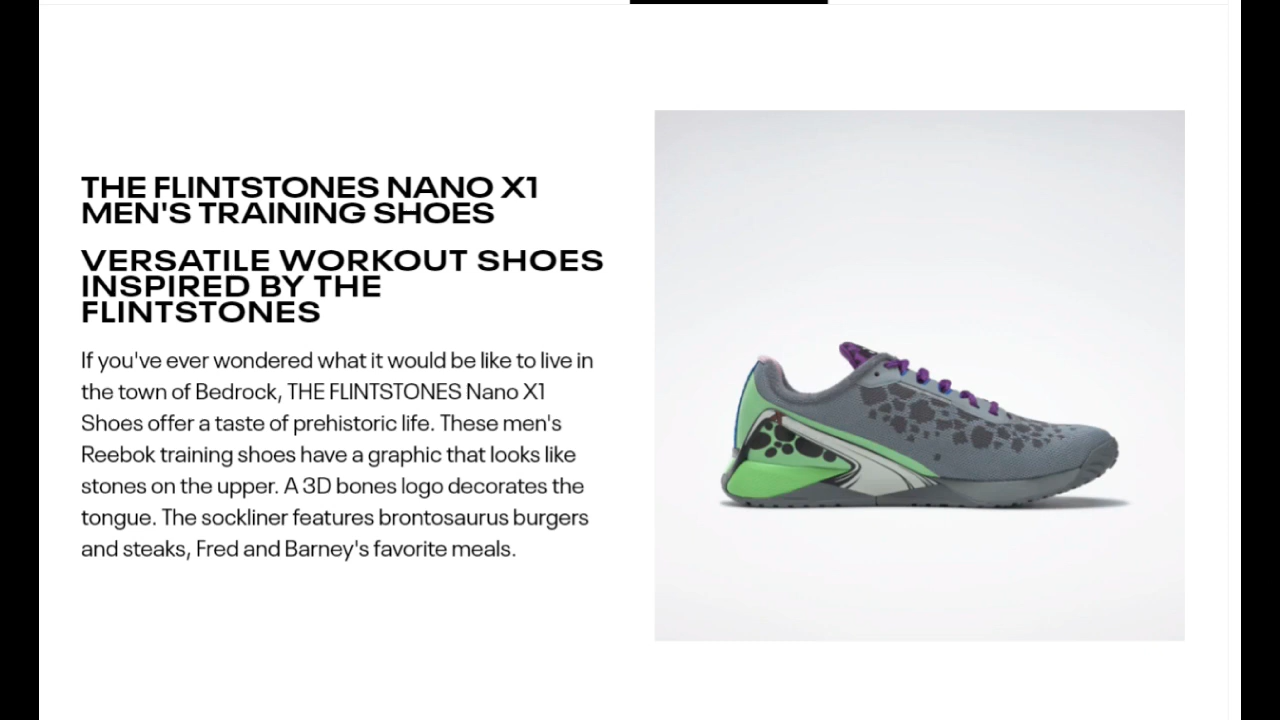 THE FLINTSTONES NANO X1
MEN'S TRAINING SHOES
VERSATILE WORKOUT SHOES
INSPIRED BY THE
FLINTSTONES
If you've ever wondered what it would be like to live in
the town of Bedrock, THE FLINTSTONES Nano X1
Shoes offer a taste of prehistoric life. These men's
Reebok training shoes have a graphic that looks like
stones on the upper. A 3D bones logo decorates the
tongue. The sockliner features brontosaurus burgers
and steaks, Fred and Barney's favorite meals.